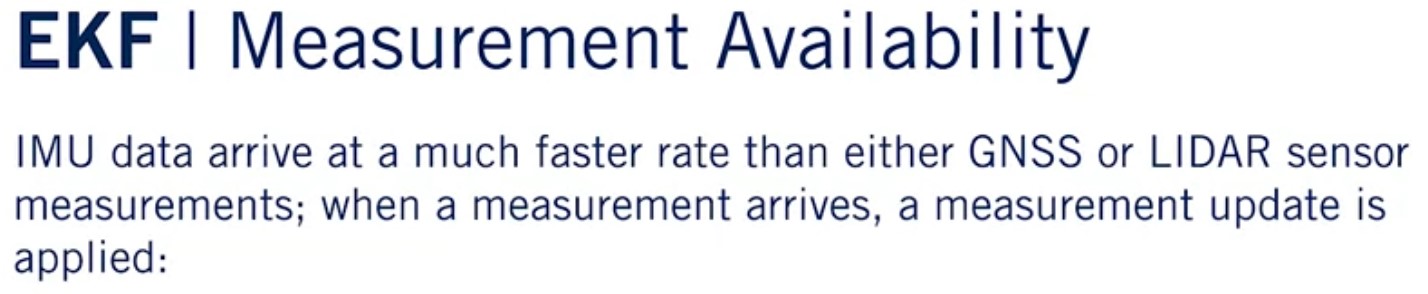 EKF | Measurement Availability
IMU data arrive at a much faster rate than either GNSS or LIDAR sensor
measurements; when a measurement arrives, a measurement update is
applied: